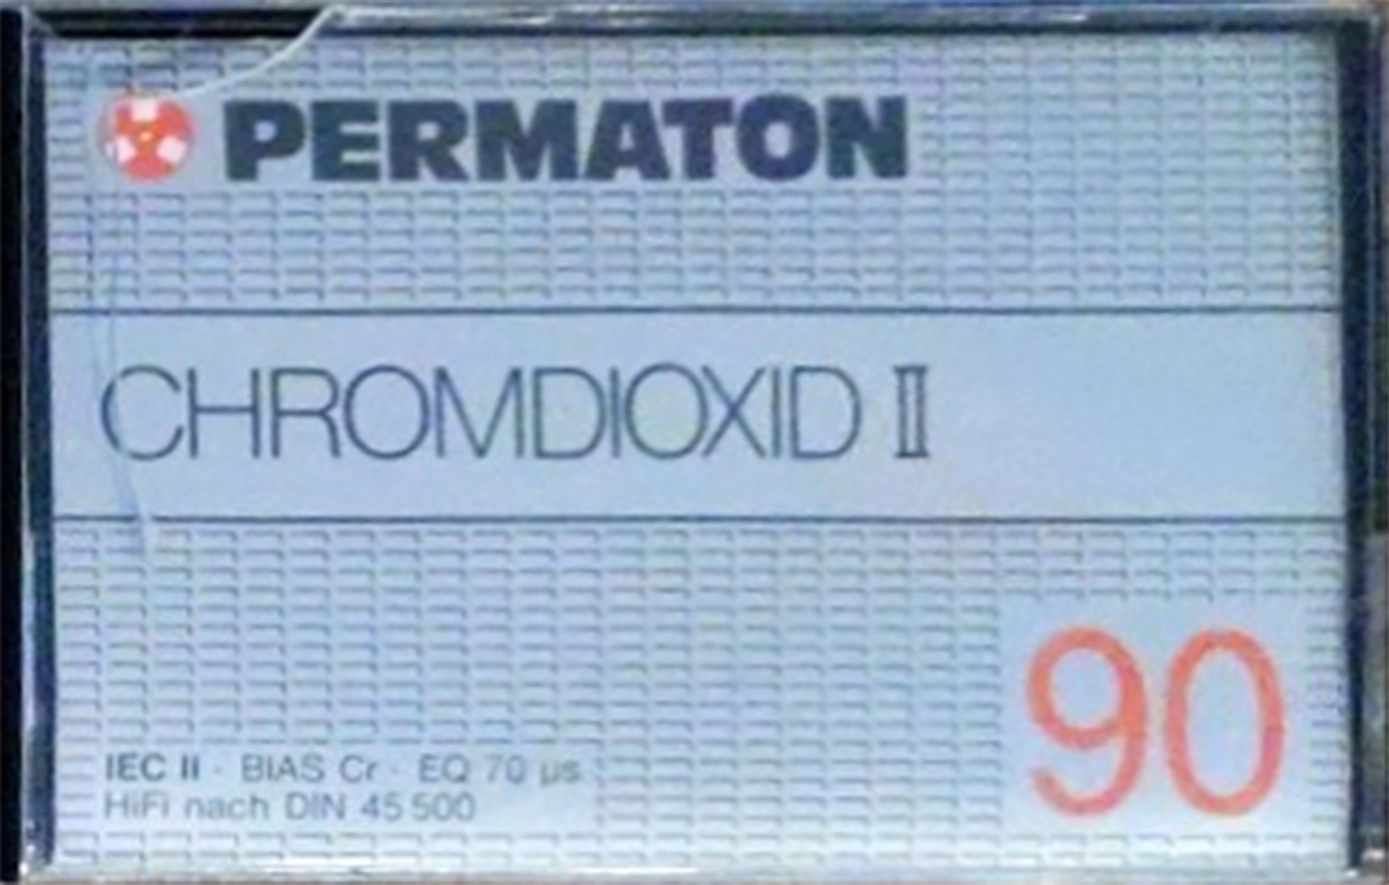 PERMATON
CHROMDIOXID II
90
IEC II · BIAS Cr · EQ 70 µs
HiFi nach DIN 45 500